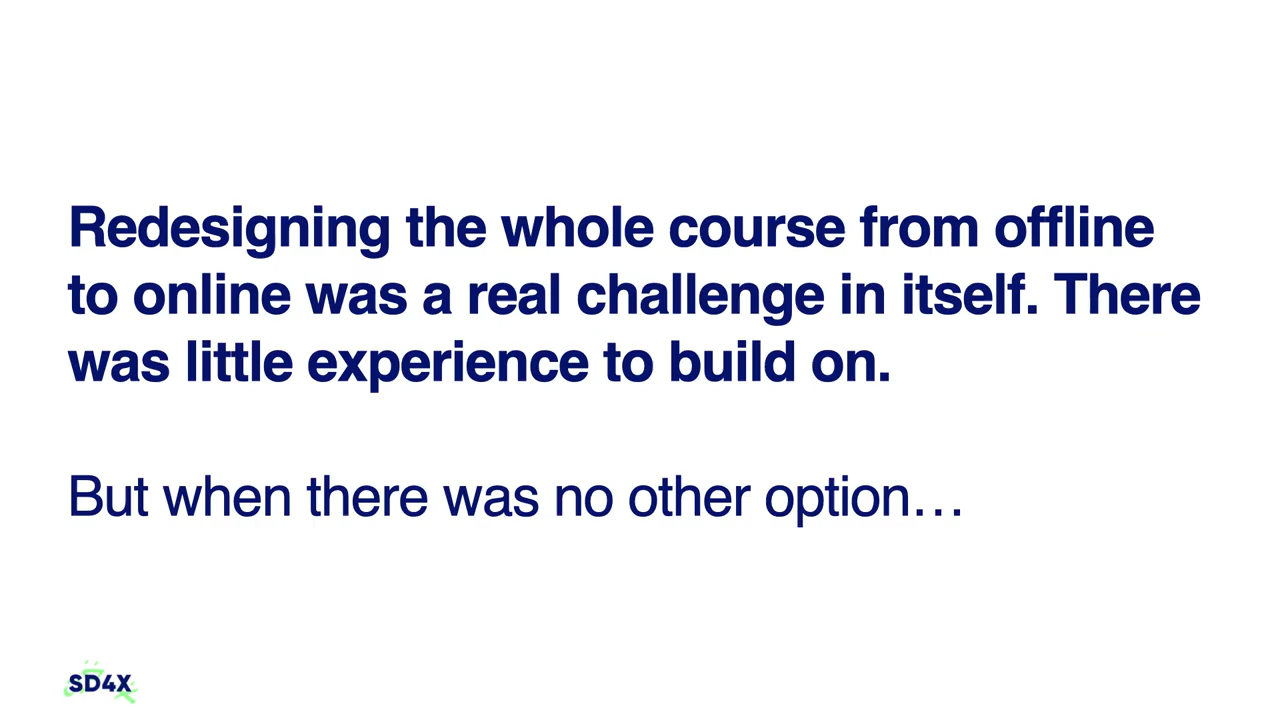 Redesigning the whole course from offline
to online was a real challenge in itself. There
was little experience to build on.
But when there was no other option…
SD4X